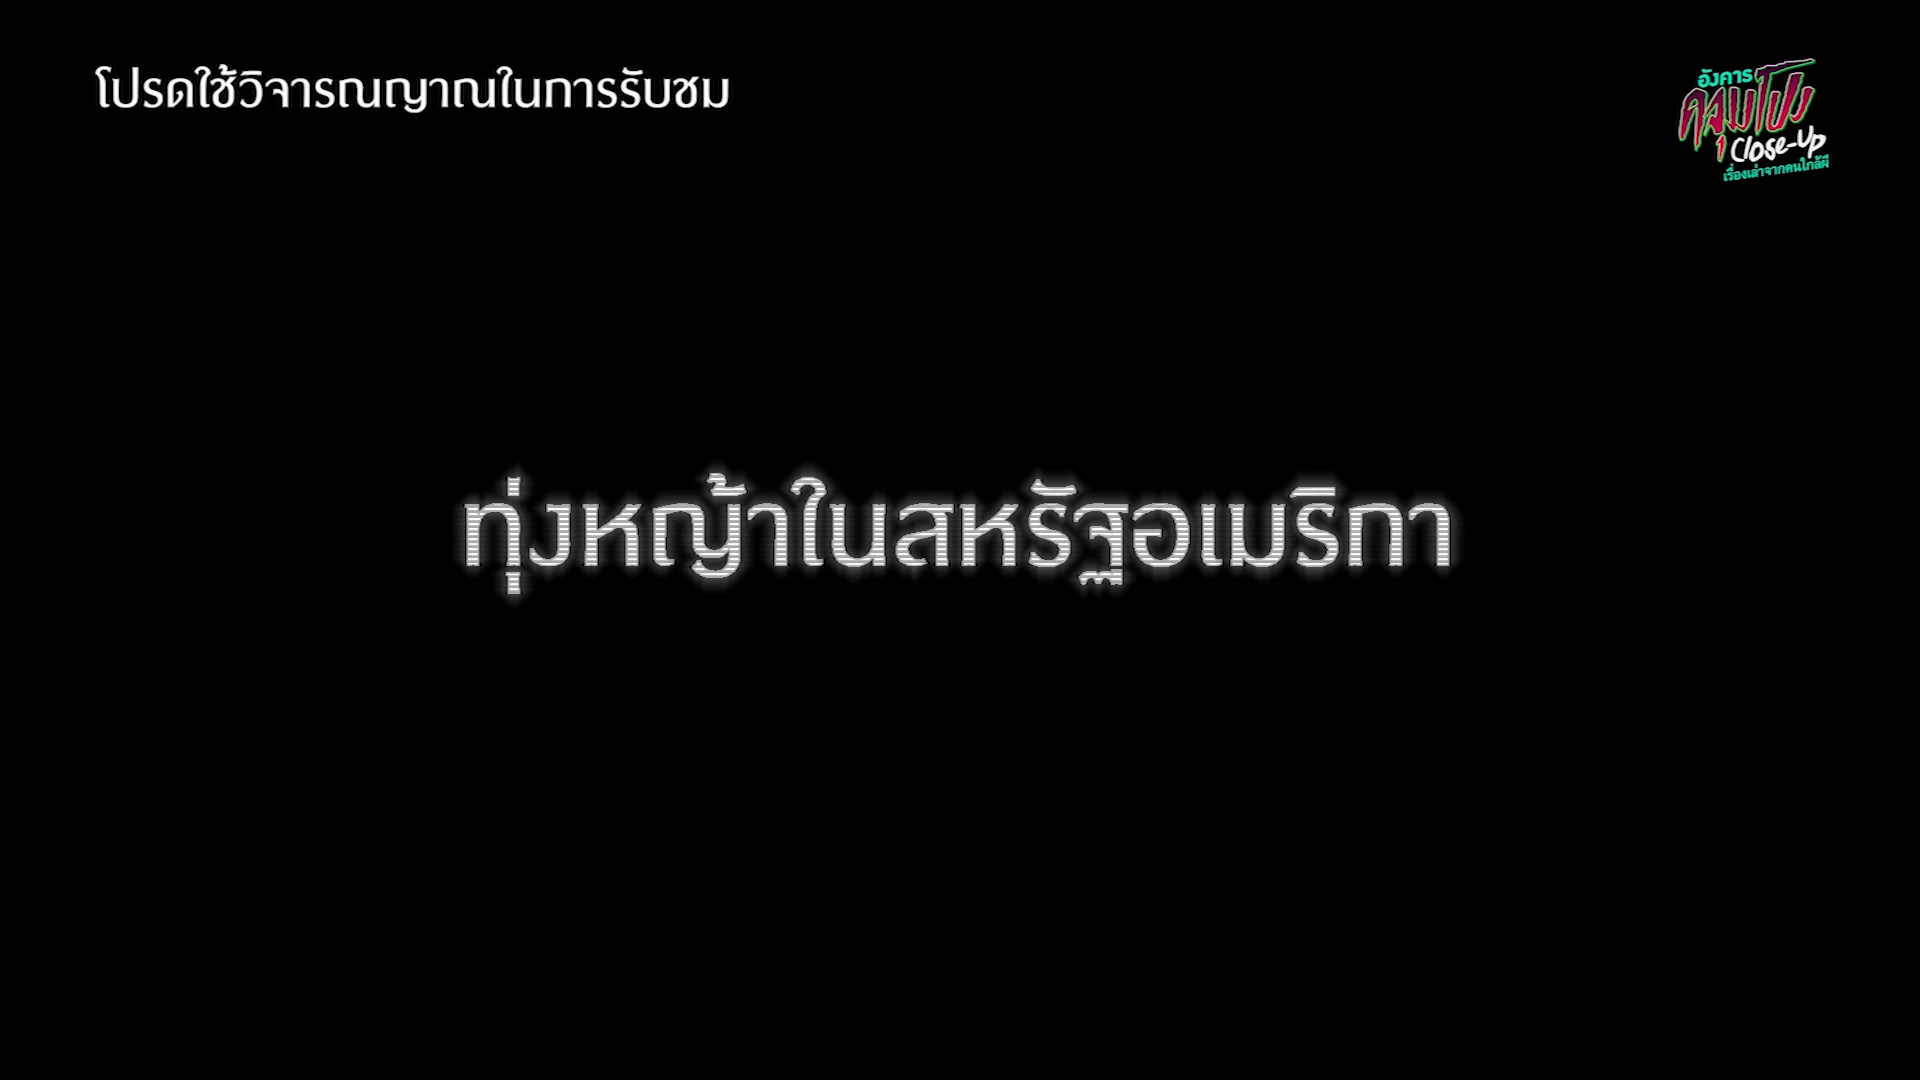 โปรดใช้วิจารณญาณในการรับชม
อังคาร
คลุมโปง
Close-Up
เรื่องเล่าจากคนใกล้ผี
ทุ่งหญ้าในสหรัฐอเมริกา